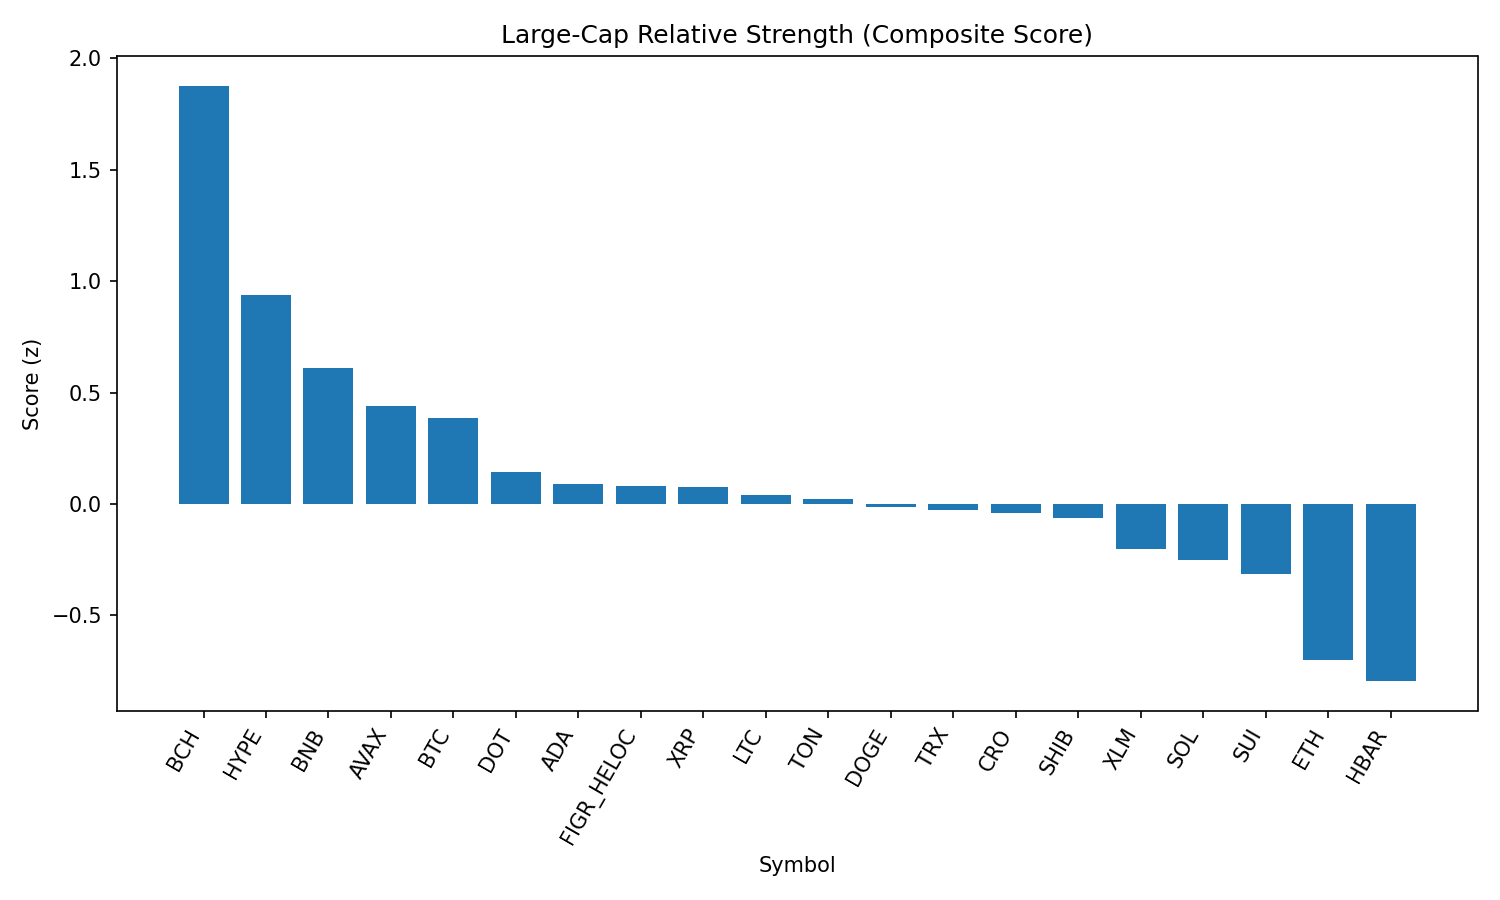 Large-Cap Relative Strength (Composite Score)
2.0
1.5
1.0
0.5
0.0
−0.5
Score (z)
BCH
HYPE
BNB
AVAX
BTC
DOT
ADA
FIGR_HELOC
XRP
LTC
TON
DOGE
TRX
CRO
SHIB
XLM
SOL
SUI
ETH
HBAR
Symbol